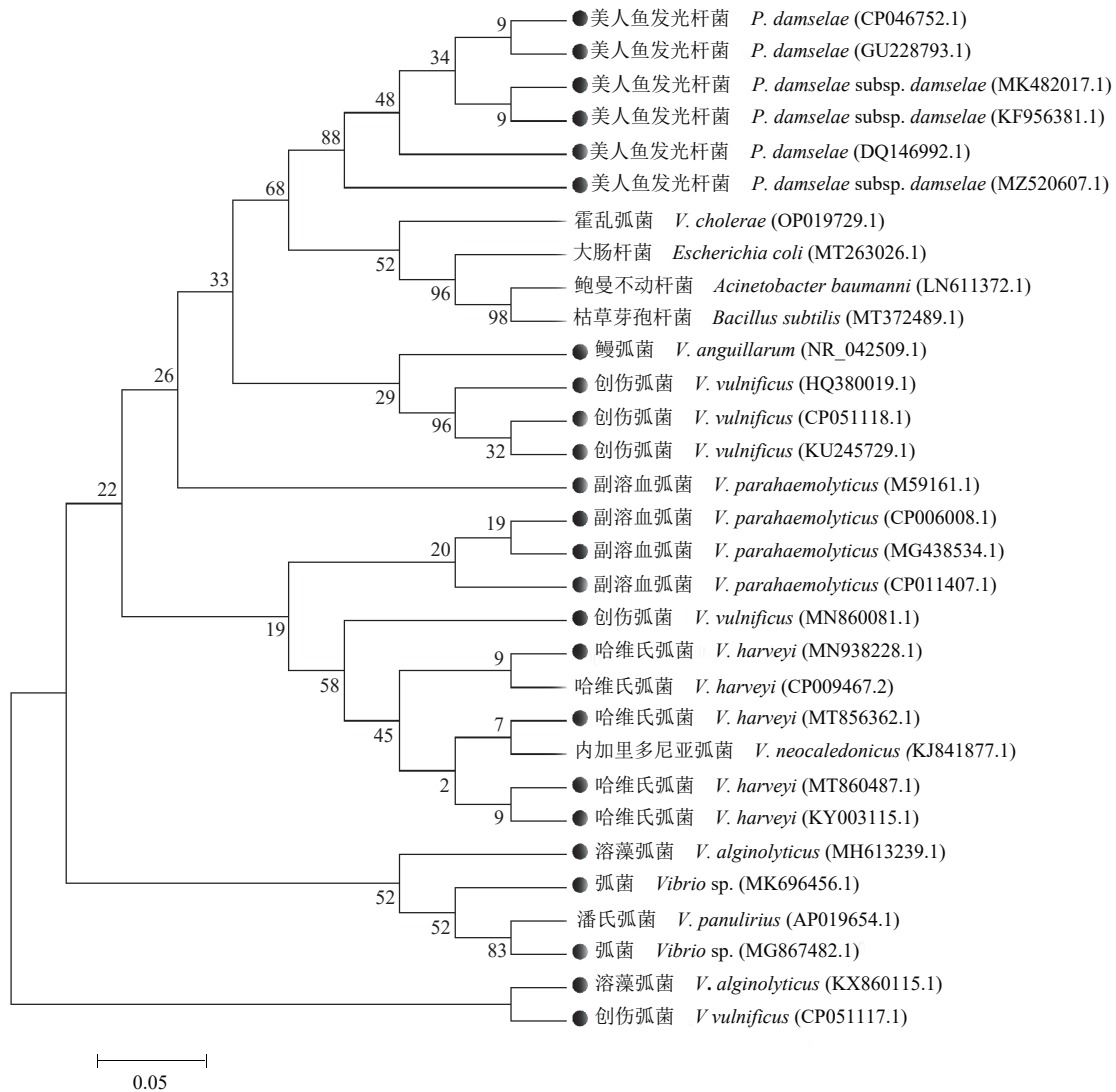 9
美人鱼发光杆菌 P. damselae (CP046752.1)
美人鱼发光杆菌 P. damselae (GU228793.1)
34
美人鱼发光杆菌 P. damselae subsp. damselae (MK482017.1)
48
9
美人鱼发光杆菌 P. damselae subsp. damselae (KF956381.1)
88
美人鱼发光杆菌 P. damselae (DQ146992.1)
68
美人鱼发光杆菌 P. damselae subsp. damselae (MZ520607.1)
霍乱弧菌 V. cholerae (OP019729.1)
52
大肠杆菌 Escherichia coli (MT263026.1)
33
96
鲍曼不动杆菌 Acinetobacter baumanni (LN611372.1)
98
枯草芽孢杆菌 Bacillus subtilis (MT372489.1)
鳗弧菌 V. anguillarum (NR_042509.1)
26
29
创伤弧菌 V. vulnificus (HQ380019.1)
96
创伤弧菌 V. vulnificus (CP051118.1)
32
创伤弧菌 V. vulnificus (KU245729.1)
22
副溶血弧菌 V. parahaemolyticus (M59161.1)
19
副溶血弧菌 V. parahaemolyticus (CP006008.1)
20
副溶血弧菌 V. parahaemolyticus (MG438534.1)
副溶血弧菌 V. parahaemolyticus (CP011407.1)
19
创伤弧菌 V. vulnificus (MN860081.1)
9
哈维氏弧菌 V. harveyi (MN938228.1)
58
哈维氏弧菌 V. harveyi (CP009467.2)
45
7
哈维氏弧菌 V. harveyi (MT856362.1)
内加里多尼亚弧菌 V. neocaledonicus (KJ841877.1)
2
哈维氏弧菌 V. harveyi (MT860487.1)
9
哈维氏弧菌 V. harveyi (KY003115.1)
溶藻弧菌 V. alginolyticus (MH613239.1)
52
弧菌 Vibrio sp. (MK696456.1)
52
潘氏弧菌 V. panulirius (AP019654.1)
83
弧菌 Vibrio sp. (MG867482.1)
溶藻弧菌 V. alginolyticus (KX860115.1)
创伤弧菌 V vulnificus (CP051117.1)
0.05